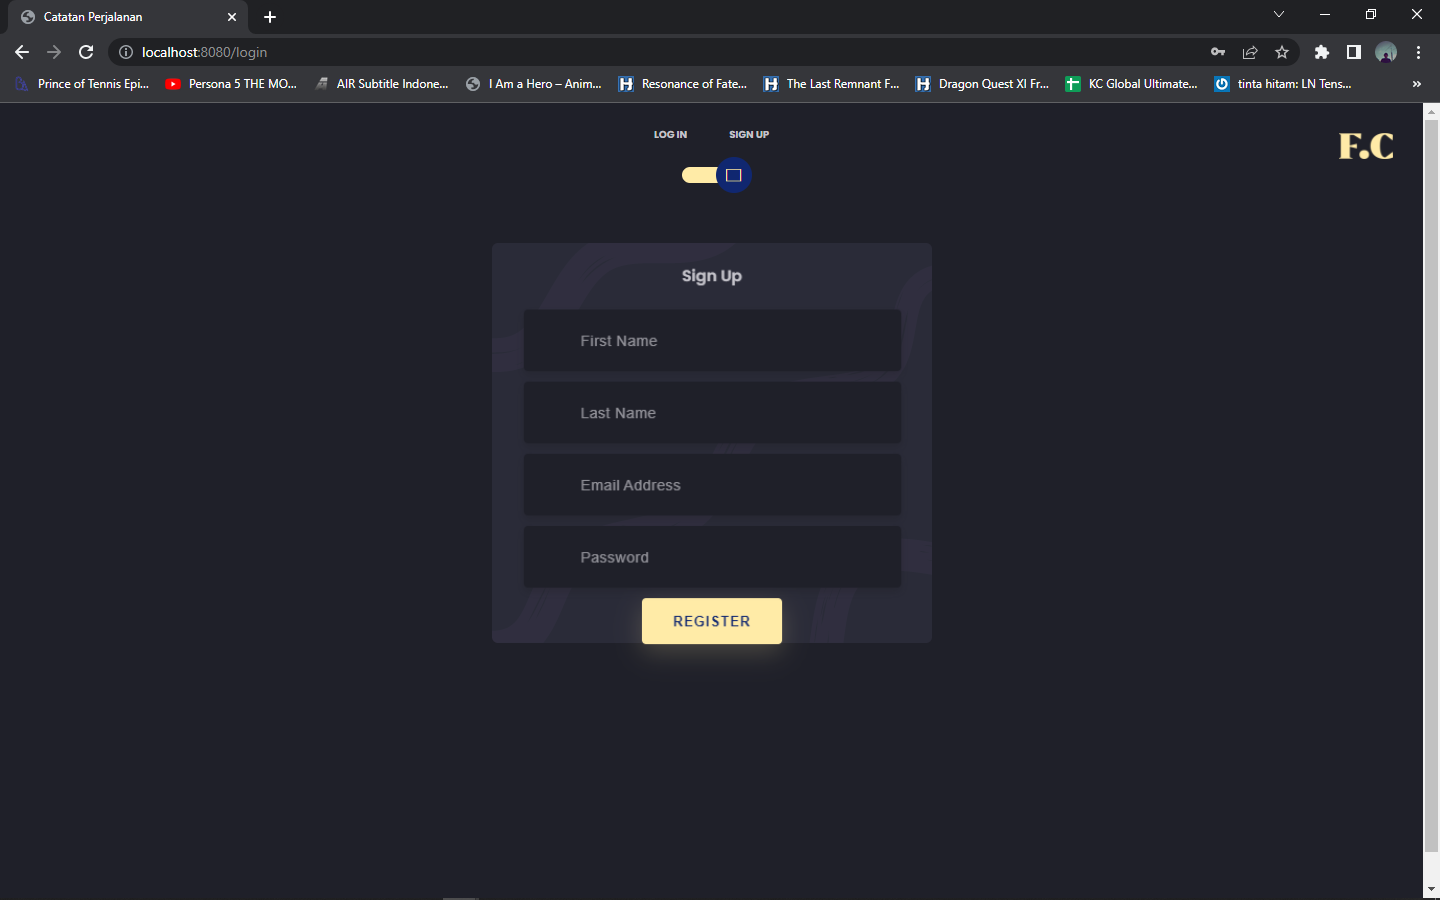 Catatan Perjalanan
localhost:8080/login
Prince of Tennis Epi...
Persona 5 THE MO...
AIR Subtitle Indone...
I Am a Hero – Anim...
Resonance of Fate...
The Last Remnant F...
Dragon Quest XI Fr...
KC Global Ultimate...
tinta hitam: LN Tens...
LOG IN SIGN UP
F.C
Sign Up
First Name
Last Name
Email Address
Password
REGISTER